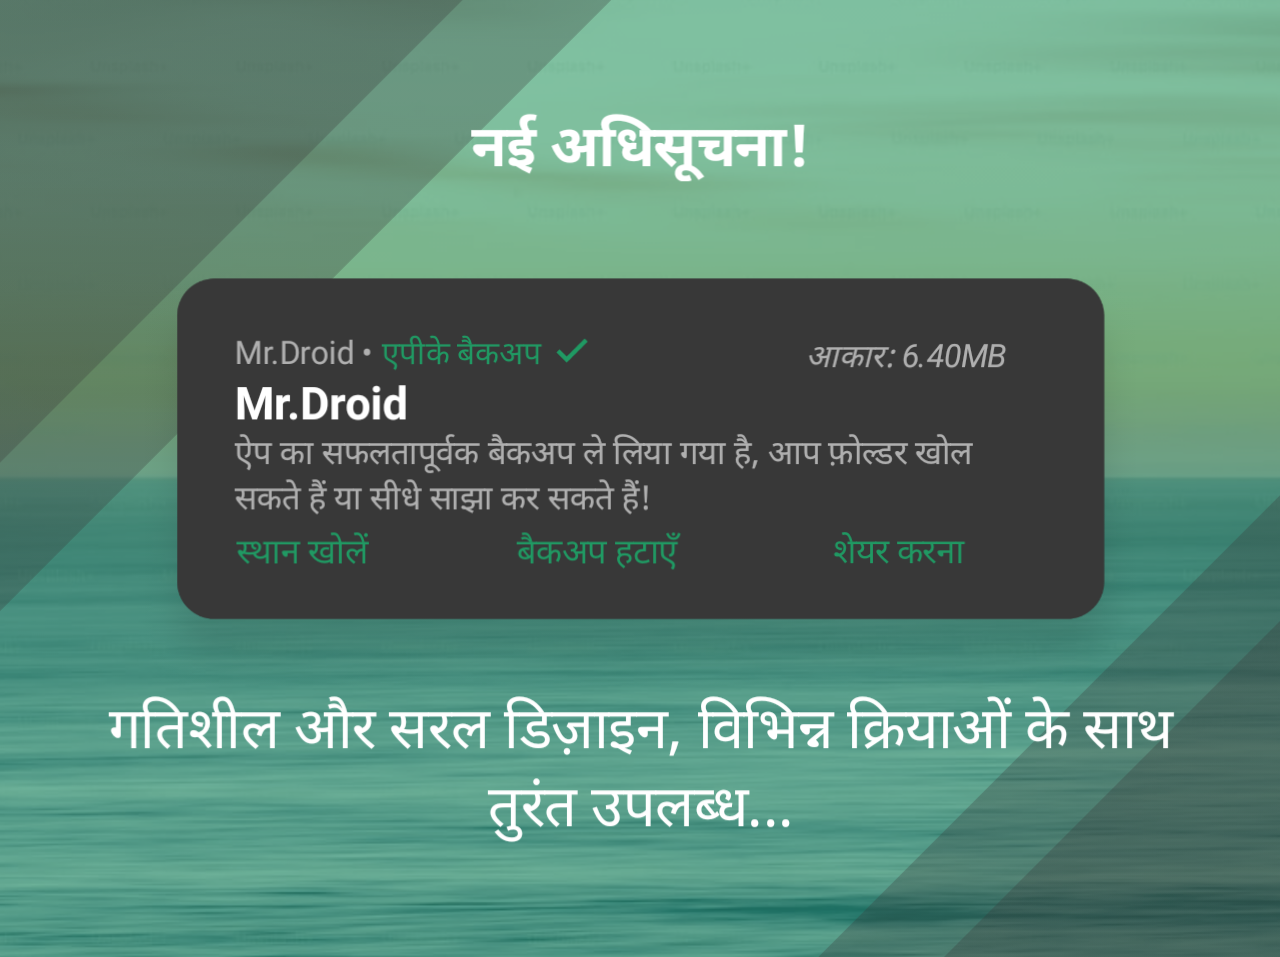 नई अधिसूचना!
Mr.Droid • एपीके बैकअप ✓ आकार: 6.40MB
Mr.Droid
ऐप का सफलतापूर्वक बैकअप ले लिया गया है, आप फ़ोल्डर खोल
सकते हैं या सीधे साझा कर सकते हैं!
स्थान खोलें बैकअप हटाएँ शेयर करना
गतिशील और सरल डिज़ाइन, विभिन्न क्रियाओं के साथ
तुरंत उपलब्ध...